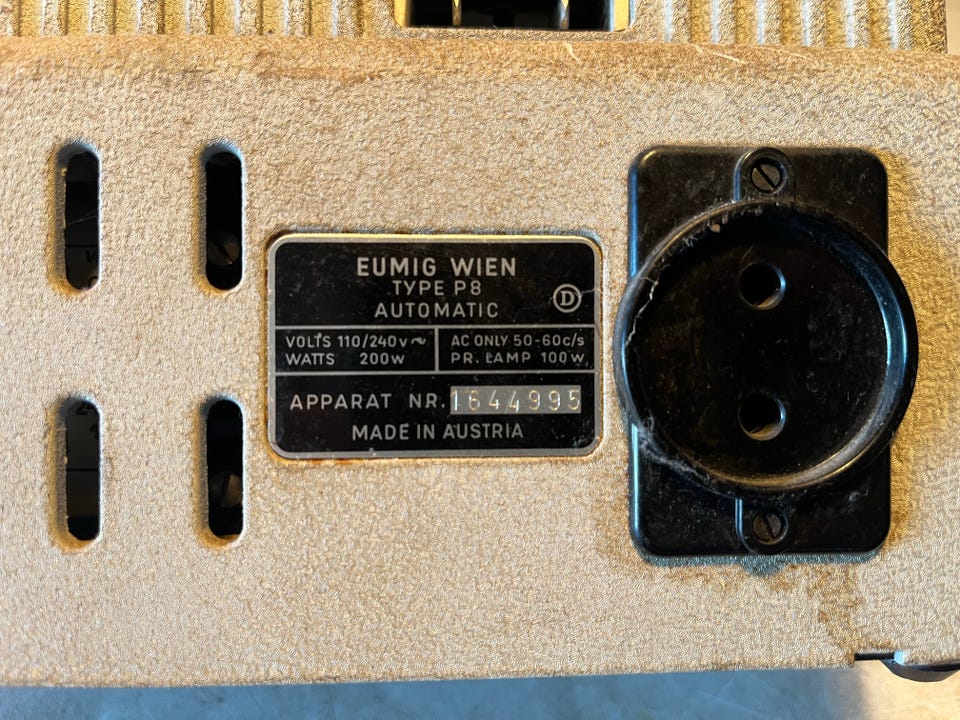 EUMIG WIEN
TYPE P8
AUTOMATIC
D
VOLTS 110/240v ~
WATTS 200w
AC ONLY 50-60c/s
PR. LAMP 100w.
APPARAT NR. 1644995
MADE IN AUSTRIA